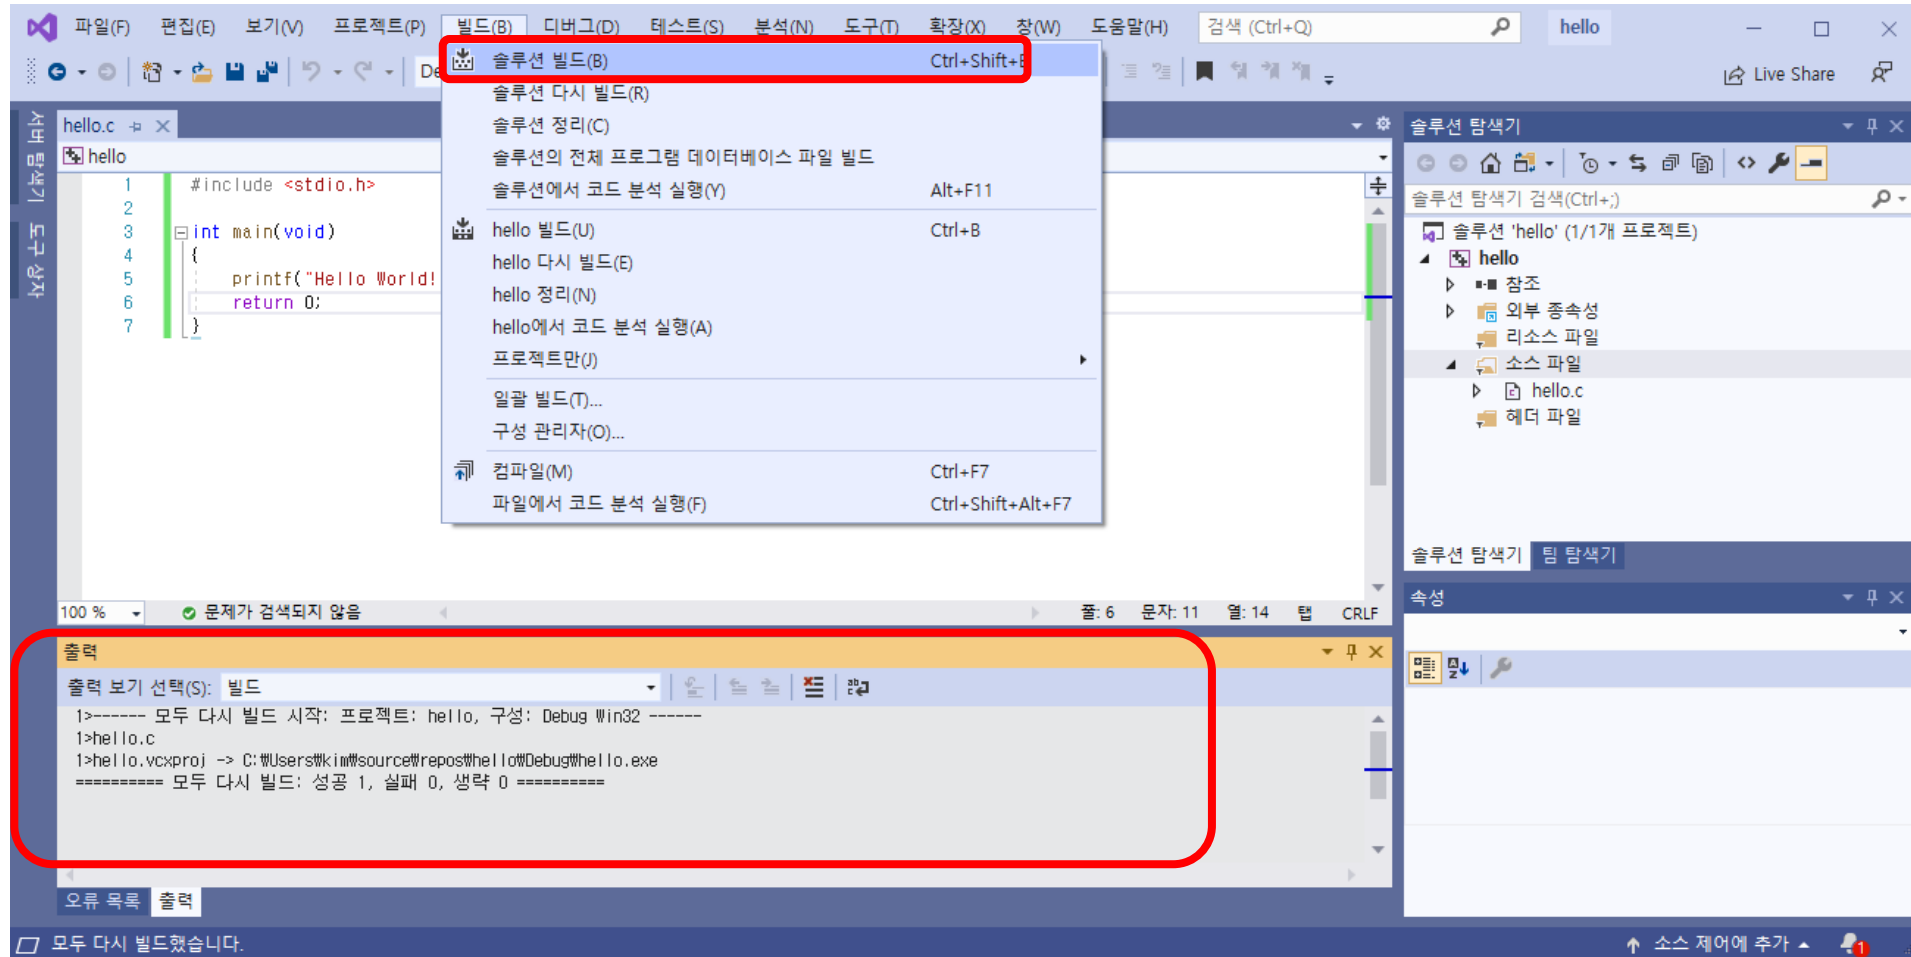 파일(F) 편집(E) 보기(V) 프로젝트(P) 빌드(B) 디버그(D) 테스트(S) 분석(N) 도구(T) 확장(X) 창(W) 도움말(H) 검색 (Ctrl+Q) hello
De
Live Share
솔루션 빌드(B) Ctrl+Shift+B
솔루션 다시 빌드(R)
솔루션 정리(C)
솔루션의 전체 프로그램 데이터베이스 파일 빌드
솔루션에서 코드 분석 실행(Y) Alt+F11
hello 빌드(U) Ctrl+B
hello 다시 빌드(E)
hello 정리(N)
hello에서 코드 분석 실행(A)
프로젝트만(J)
일괄 빌드(T)...
구성 관리자(O)...
컴파일(M) Ctrl+F7
파일에서 코드 분석 실행(F) Ctrl+Shift+Alt+F7
서버 탐색기
도구 상자
hello.c
hello
1 #include <stdio.h>
2
3 int main(void)
4 {
5 printf("Hello World!
6 return 0;
7 }
100 % 문제가 검색되지 않음 줄: 6 문자: 11 열: 14 탭 CRLF
출력
출력 보기 선택(S): 빌드
1>------ 모두 다시 빌드 시작: 프로젝트: hello, 구성: Debug Win32 ------
1>hello.c
1>hello.vcxproj -> C:₩Users₩kim₩source₩repos₩hello₩Debug₩hello.exe
========== 모두 다시 빌드: 성공 1, 실패 0, 생략 0 ==========
오류 목록 출력
솔루션 탐색기
솔루션 탐색기 검색(Ctrl+;)
솔루션 'hello' (1/1개 프로젝트)
hello
참조
외부 종속성
리소스 파일
소스 파일
hello.c
헤더 파일
솔루션 탐색기 팀 탐색기
속성
모두 다시 빌드했습니다. 소스 제어에 추가 1